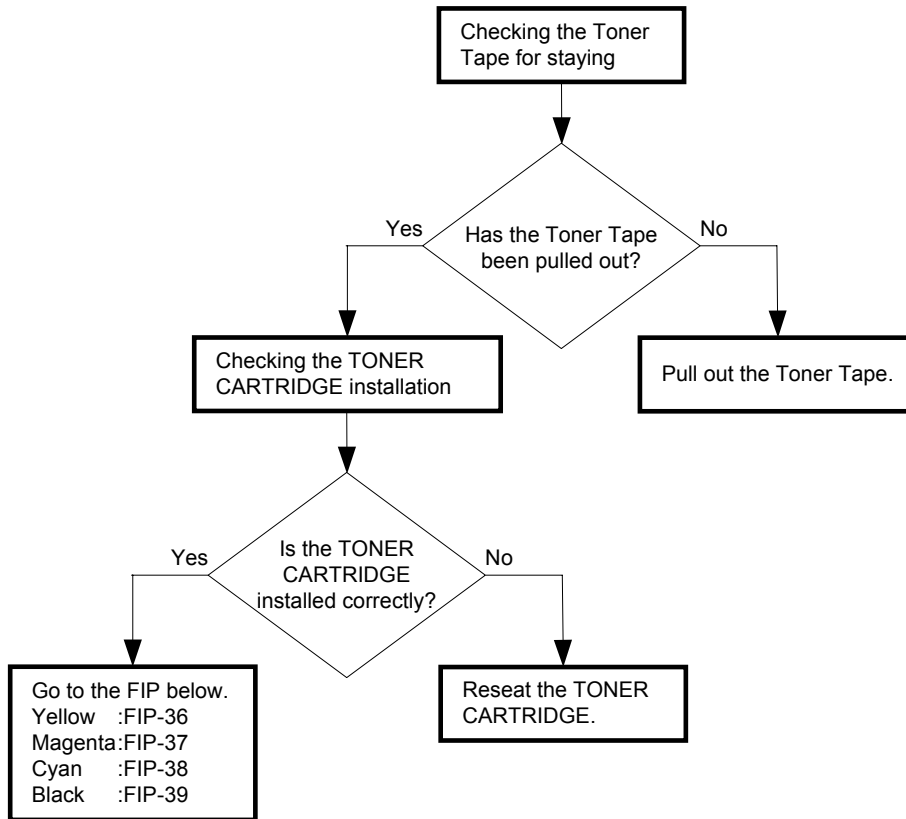 Checking the Toner
Tape for staying
Yes
Has the Toner Tape
been pulled out?
No
Checking the TONER
CARTRIDGE installation
Pull out the Toner Tape.
Yes
Is the TONER
CARTRIDGE
installed correctly?
No
Go to the FIP below.
Yellow :FIP-36
Magenta:FIP-37
Cyan :FIP-38
Black :FIP-39
Reseat the TONER
CARTRIDGE.